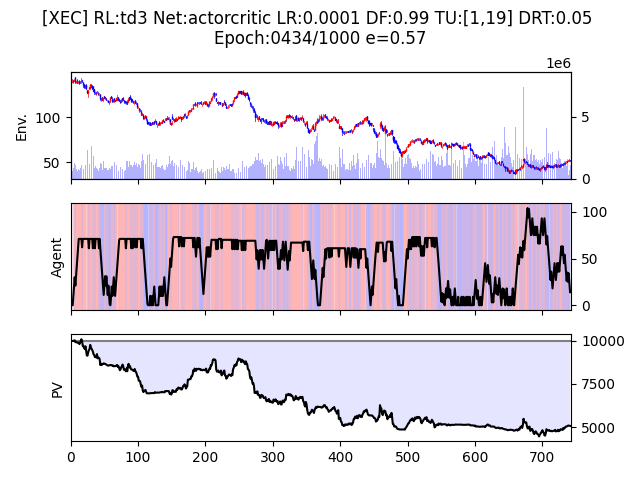 [XEC] RL:td3 Net:actorcritic LR:0.0001 DF:0.99 TU:[1,19] DRT:0.05
Epoch:0434/1000 e=0.57
1e6
Env.
100
50
5
0
Agent
100
50
0
PV
10000
7500
5000
0 100 200 300 400 500 600 700